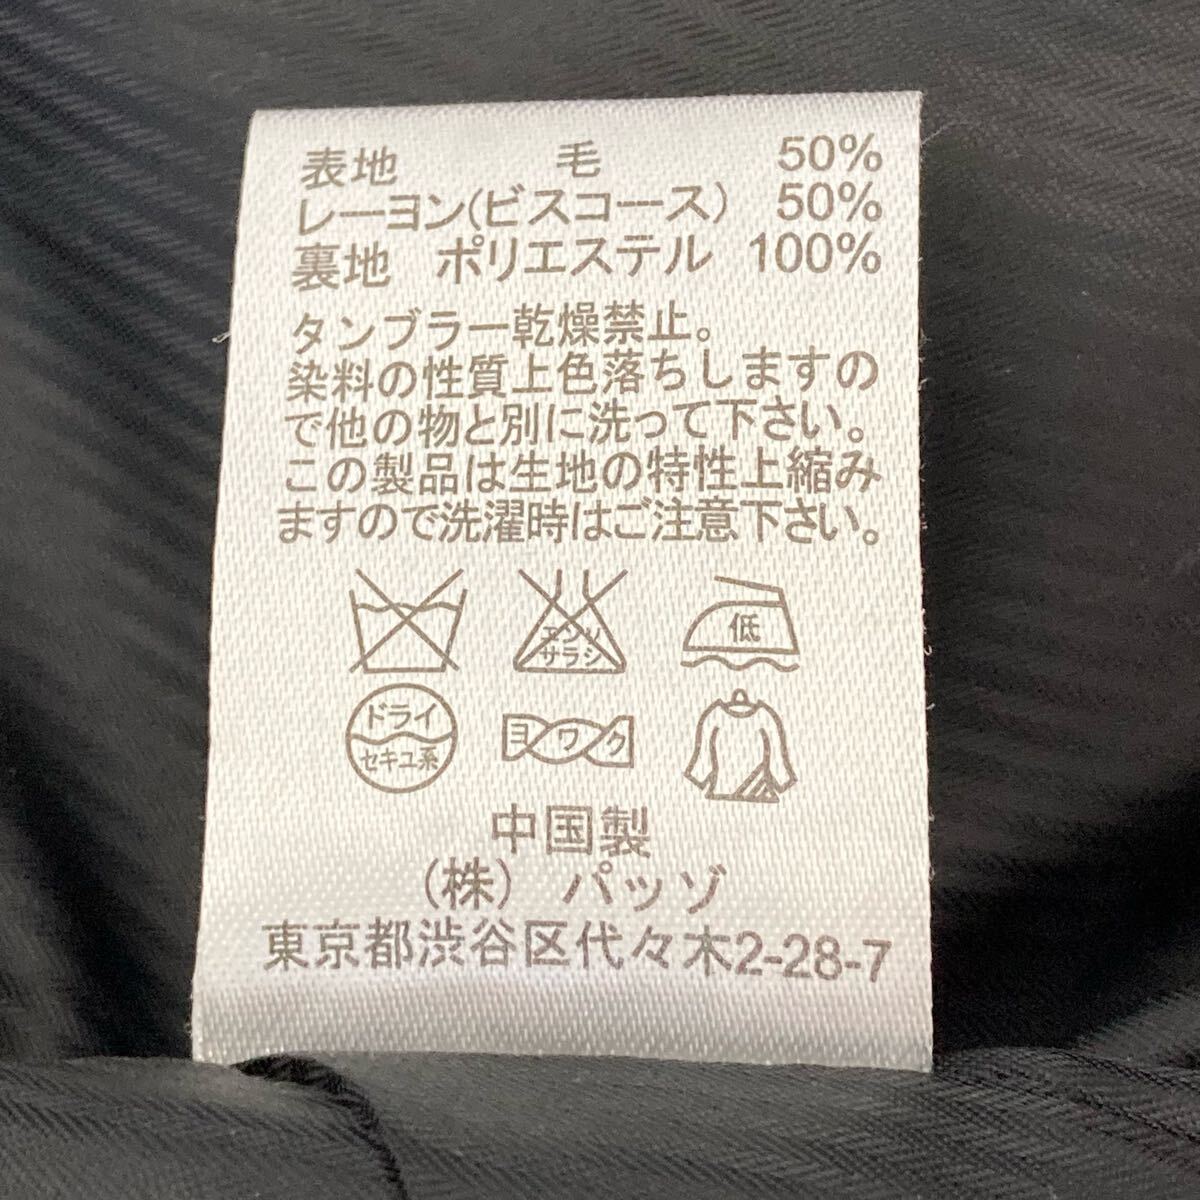 表地 毛 50%
レーヨン(ビスコース) 50%
裏地 ポリエステル 100%
タンブラー乾燥禁止。
染料の性質上色落ちしますの
で他の物と別に洗って下さい。
この製品は生地の特性上縮み
ますので洗濯時はご注意下さい。
エンソ
サラシ
低
ドライ
セキユ系
ヨワク
中国製
(株) パッゾ
東京都渋谷区代々木2-28-7